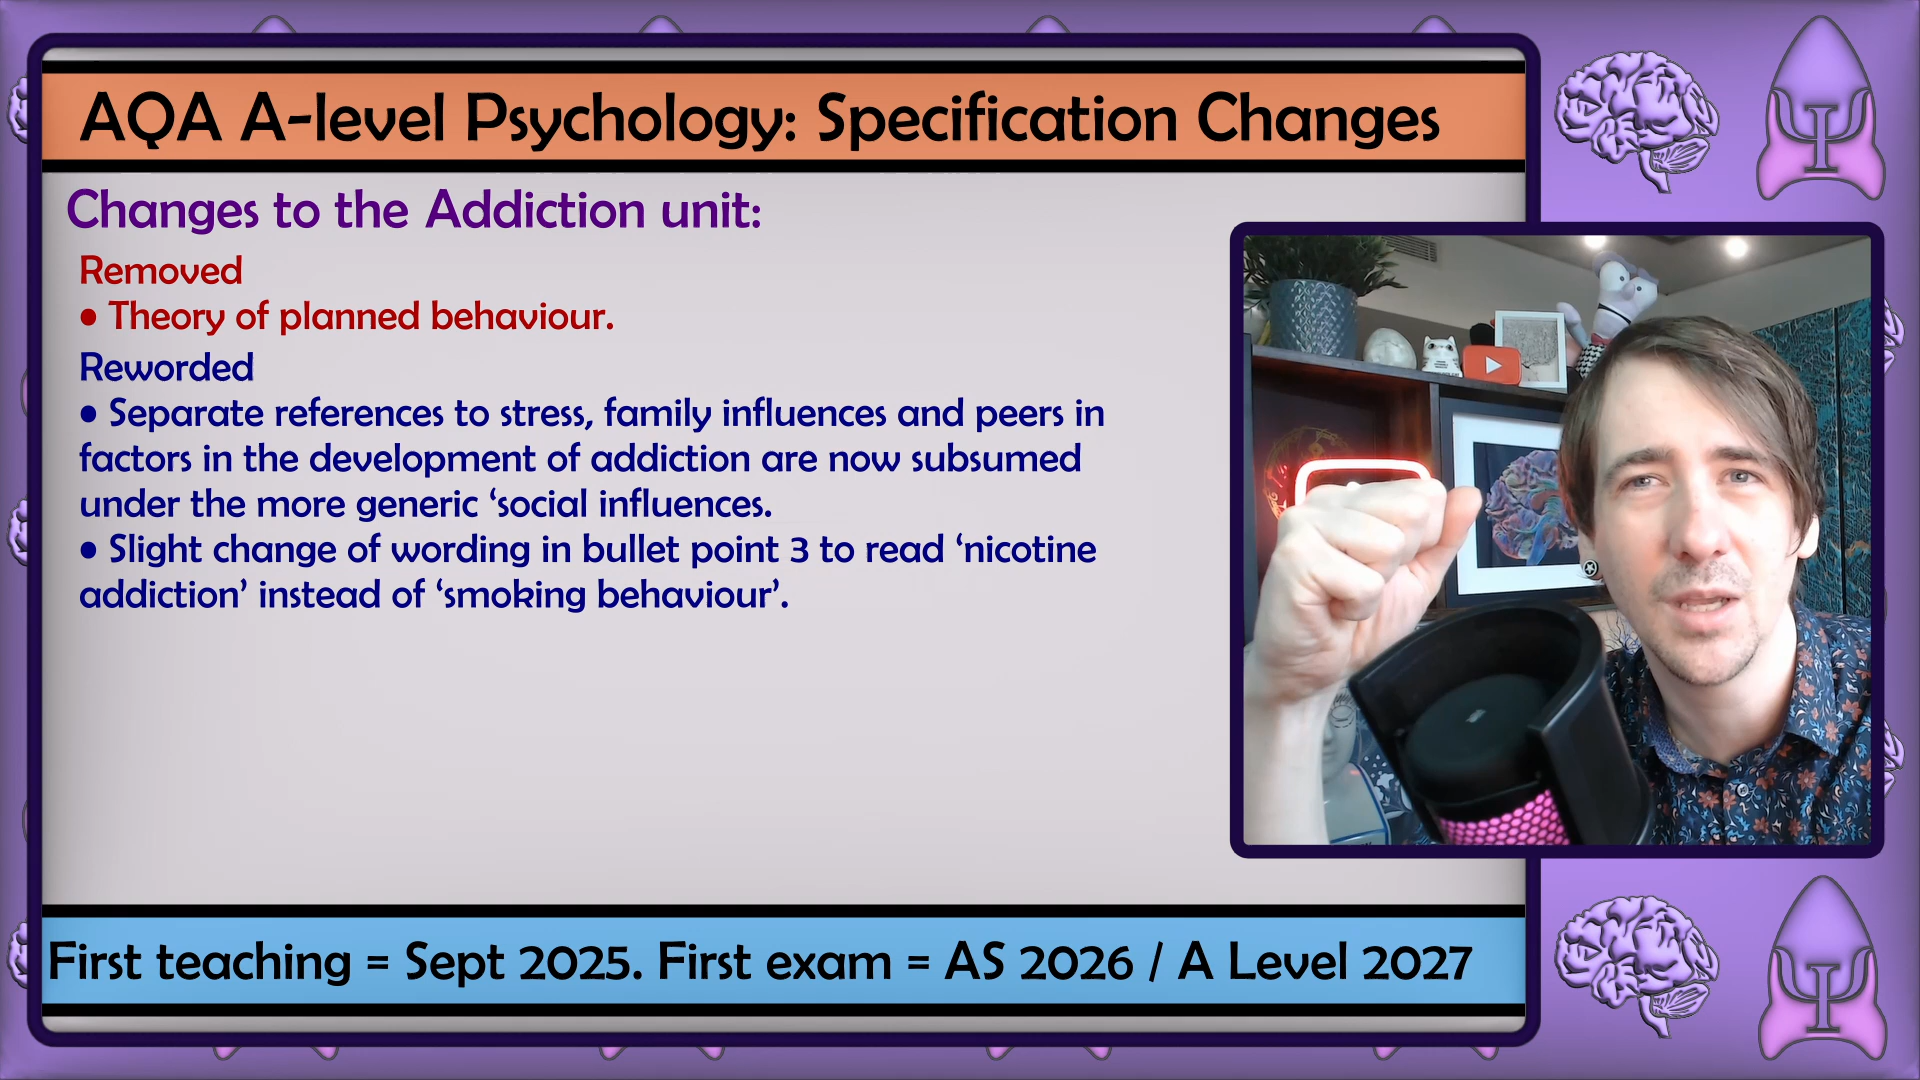 AQA A-level Psychology: Specification Changes
Changes to the Addiction unit:
Removed
• Theory of planned behaviour.
Reworded
• Separate references to stress, family influences and peers in
factors in the development of addiction are now subsumed
under the more generic ‘social influences.
• Slight change of wording in bullet point 3 to read ‘nicotine
addiction’ instead of ‘smoking behaviour’.
First teaching = Sept 2025. First exam = AS 2026 / A Level 2027